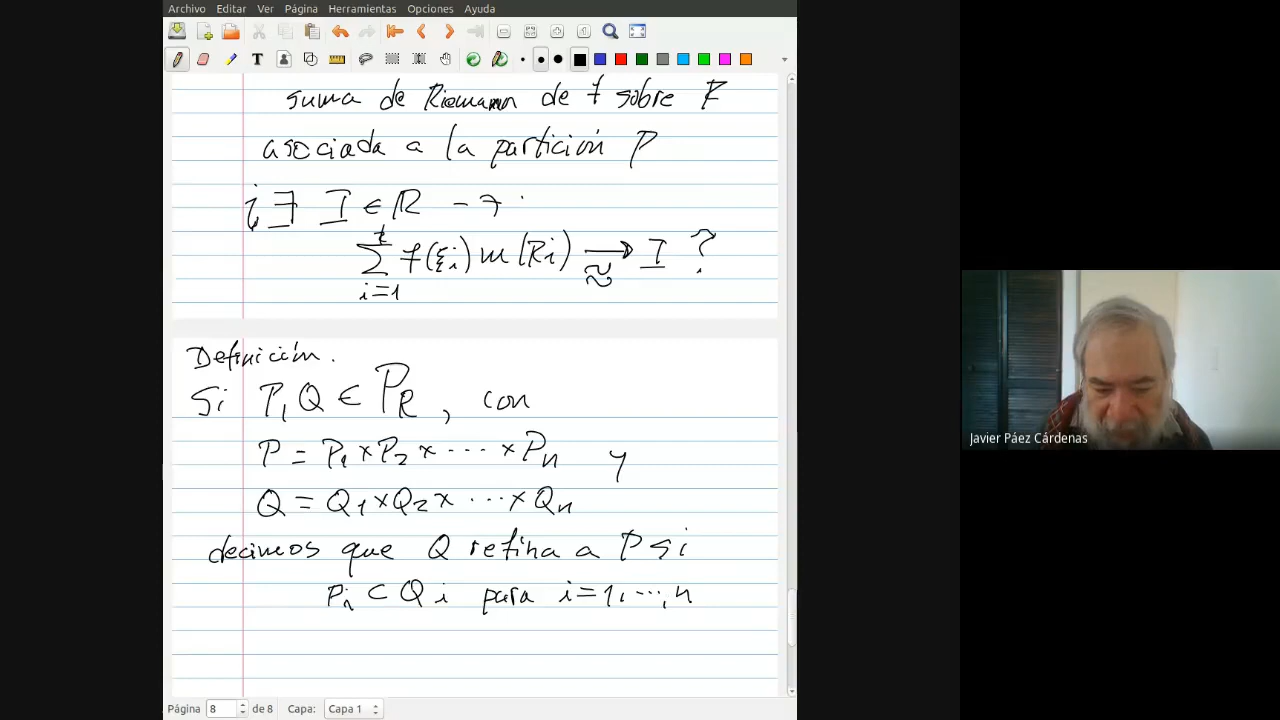 Archivo Editar Ver Página Herramientas Opciones Ayuda
suma de Riemann de f sobre R
asociada a la partición P
¿∃ I ∈ ℝ -7·
t
∑ f(ξi) m(Ri) → I ?
≈
i=1
Definición.
Si P, Q ∈ P_R, con
P = P1 × P2 × ··· × Pn y
Q = Q1 × Q2 × ··· × Qn
decimos que Q refina a P si
Pi ⊂ Qi para i=1, ..., n
Javier Páez Cárdenas
Página 8 de 8 Capa: Capa 1